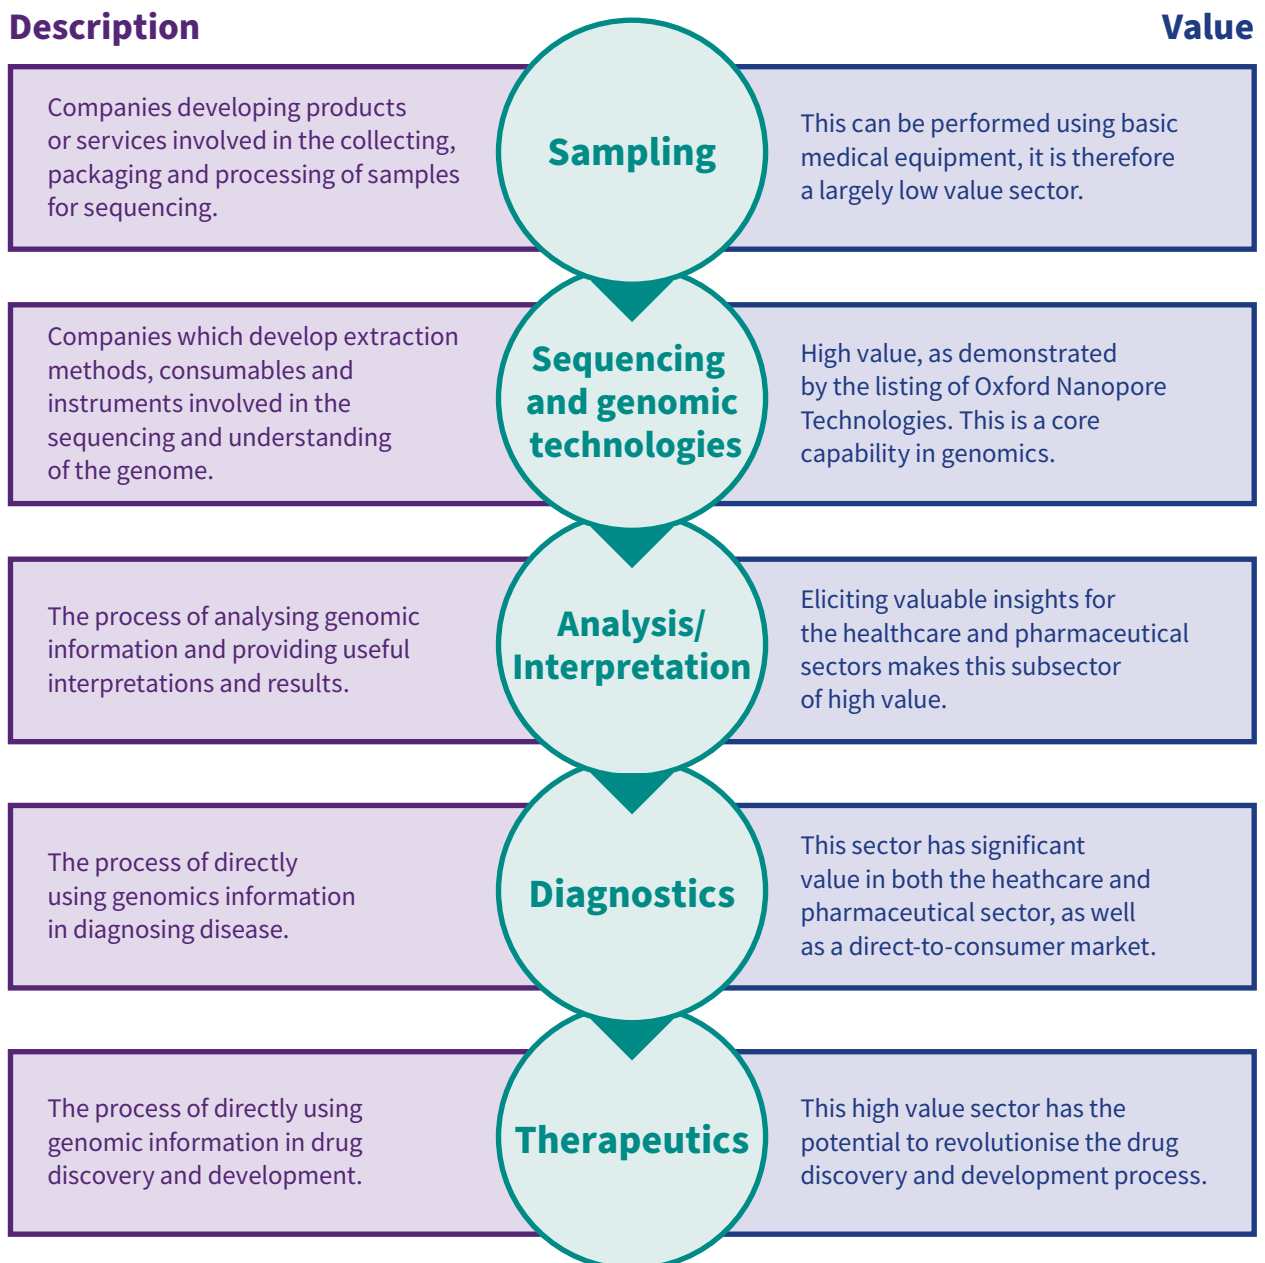 Description
Value
Companies developing products
or services involved in the collecting,
packaging and processing of samples
for sequencing.
Sampling
This can be performed using basic
medical equipment, it is therefore
a largely low value sector.
Companies which develop extraction
methods, consumables and
instruments involved in the
sequencing and understanding
of the genome.
Sequencing
and genomic
technologies
High value, as demonstrated
by the listing of Oxford Nanopore
Technologies. This is a core
capability in genomics.
The process of analysing genomic
information and providing useful
interpretations and results.
Analysis/
Interpretation
Eliciting valuable insights for
the healthcare and pharmaceutical
sectors makes this subsector
of high value.
The process of directly
using genomics information
in diagnosing disease.
Diagnostics
This sector has significant
value in both the heathcare and
pharmaceutical sector, as well
as a direct-to-consumer market.
The process of directly using
genomic information in drug
discovery and development.
Therapeutics
This high value sector has the
potential to revolutionise the drug
discovery and development process.